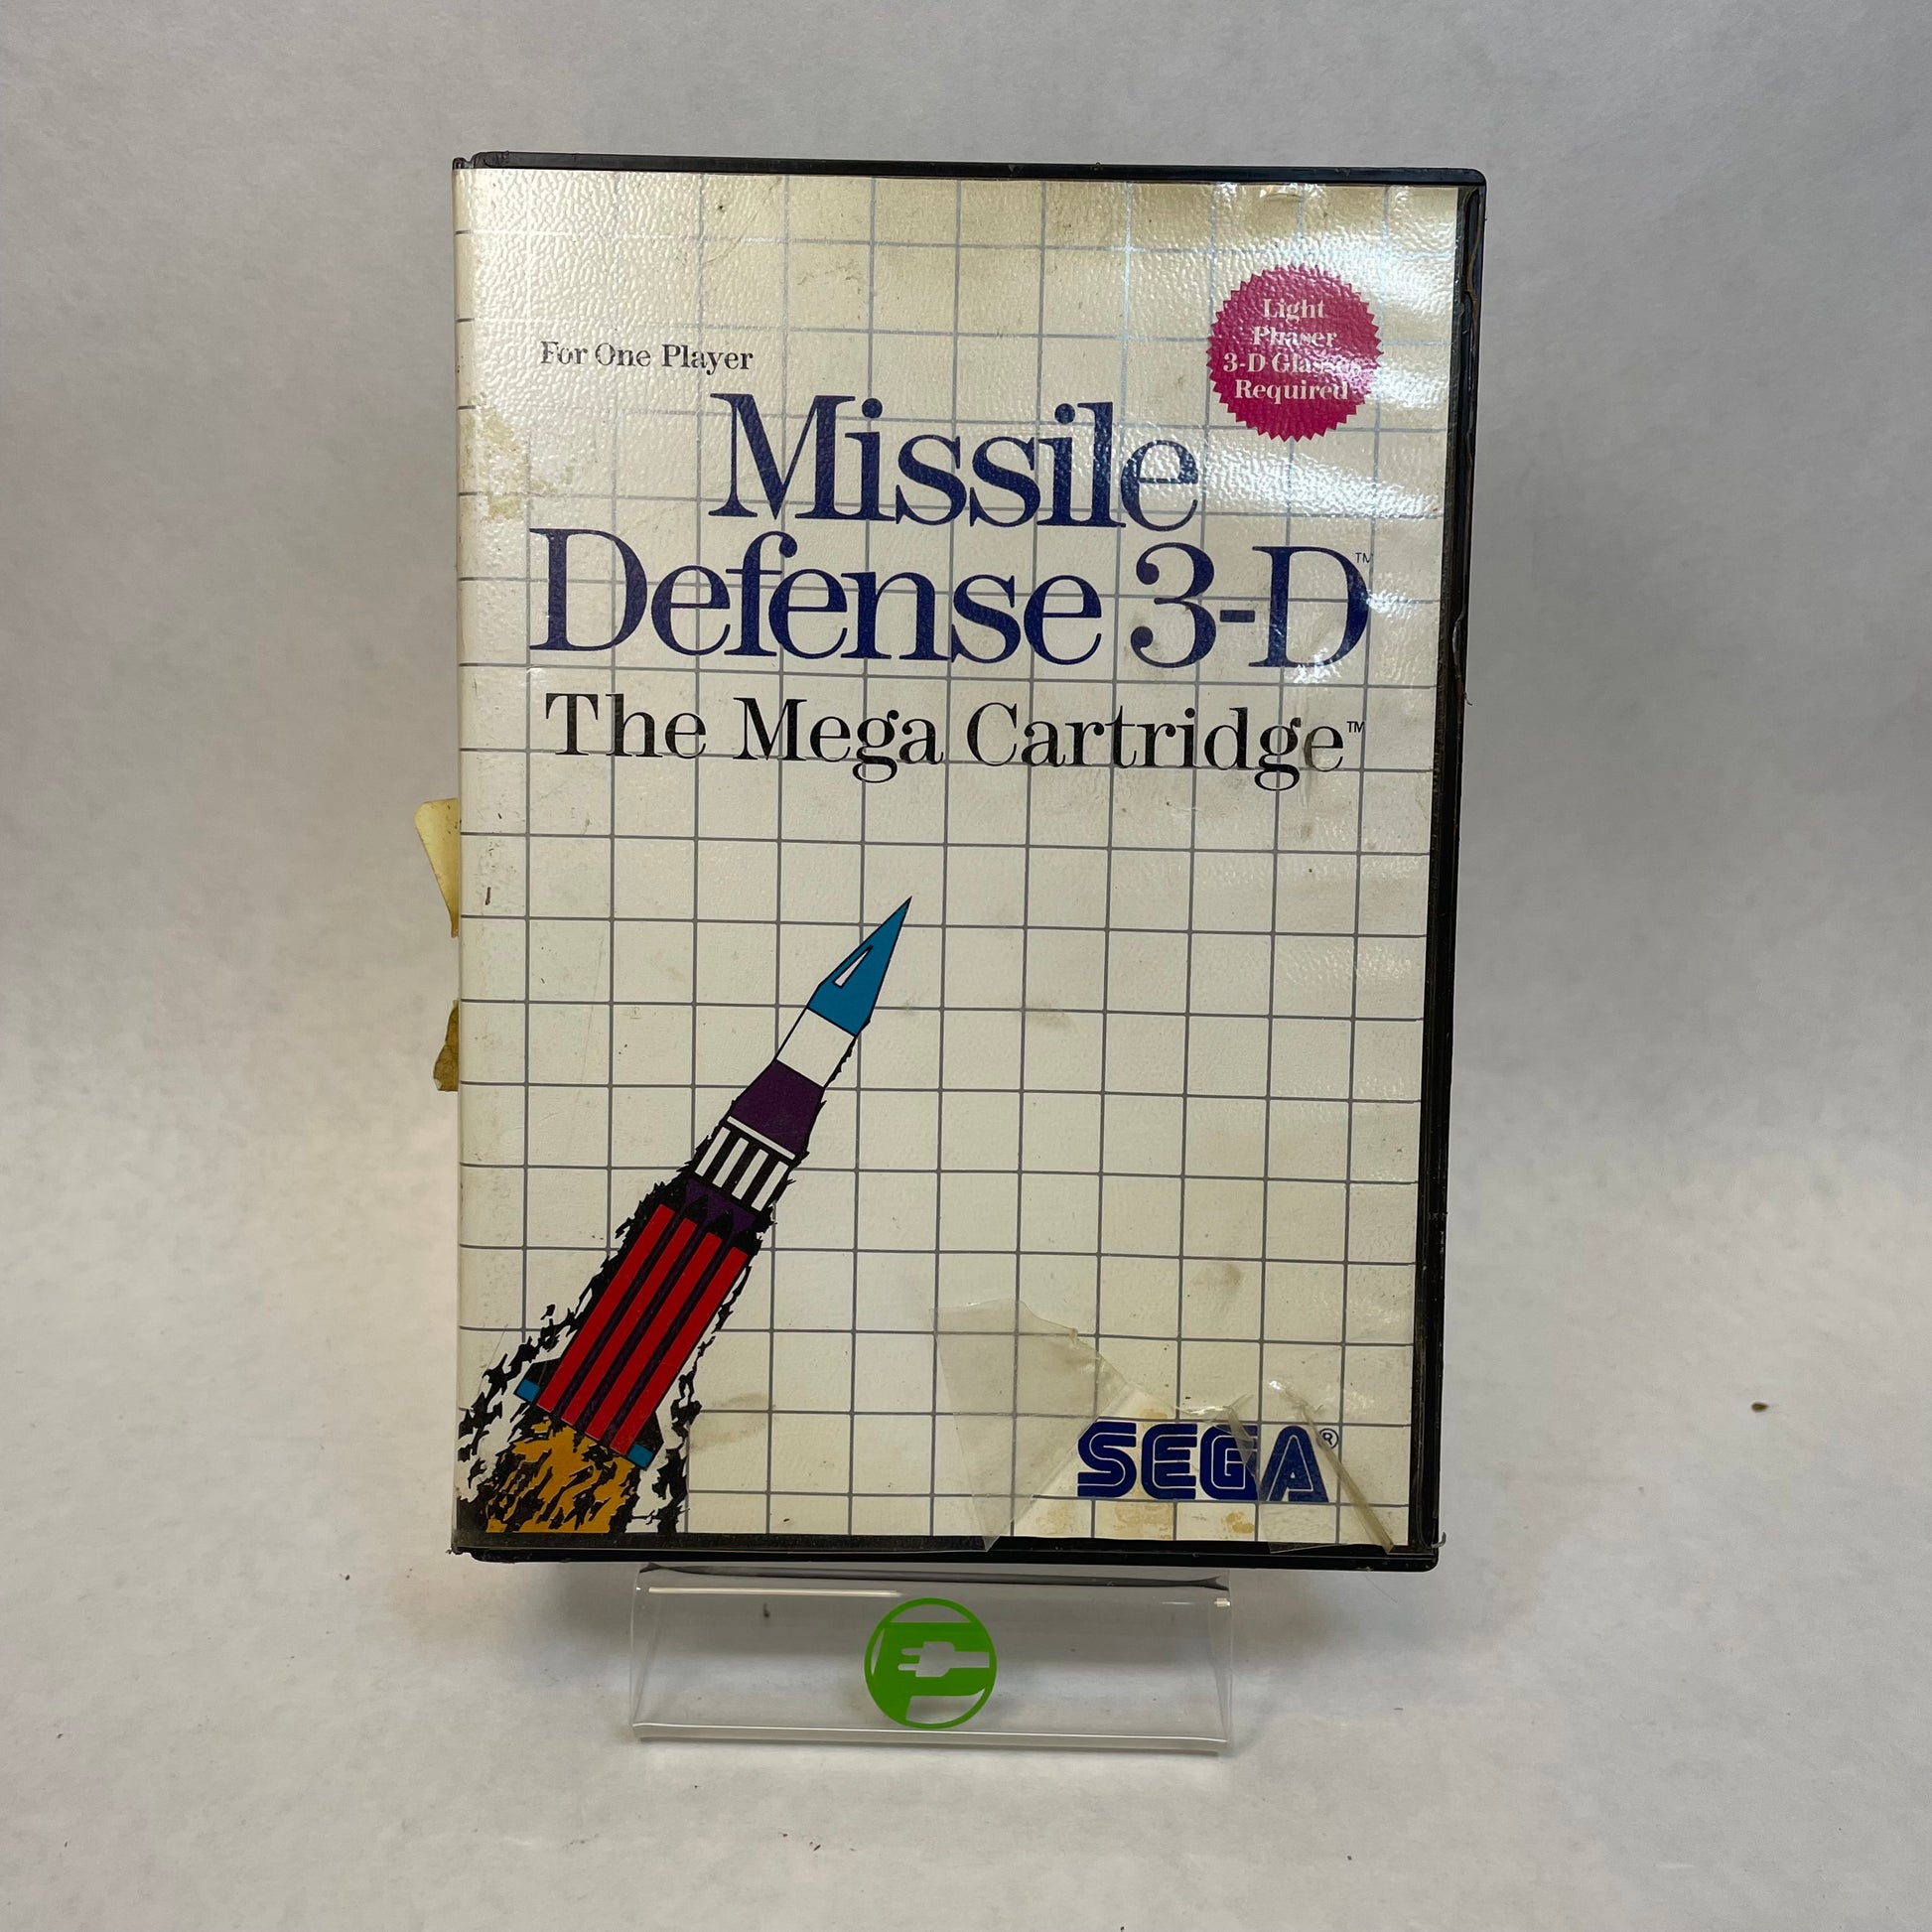 For One Player
Light
Phaser
3-D Glasses
Required
Missile
Defense 3-D™
The Mega Cartridge™
SEGA®